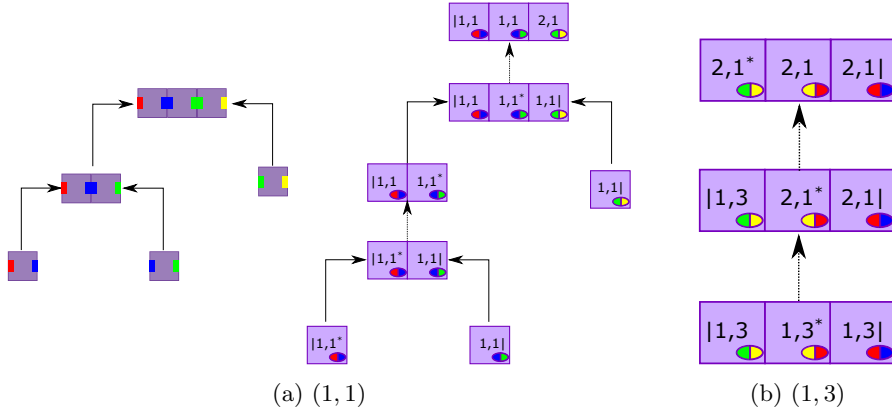 |1,1 1,1 2,1
|1,1 1,1* 1,1|
|1,1 1,1*
1,1|
|1,1* 1,1|
|1,1*
1,1|
(a) (1, 1)
2,1* 2,1 2,1|
|1,3 2,1* 2,1|
|1,3 1,3* 1,3|
(b) (1, 3)